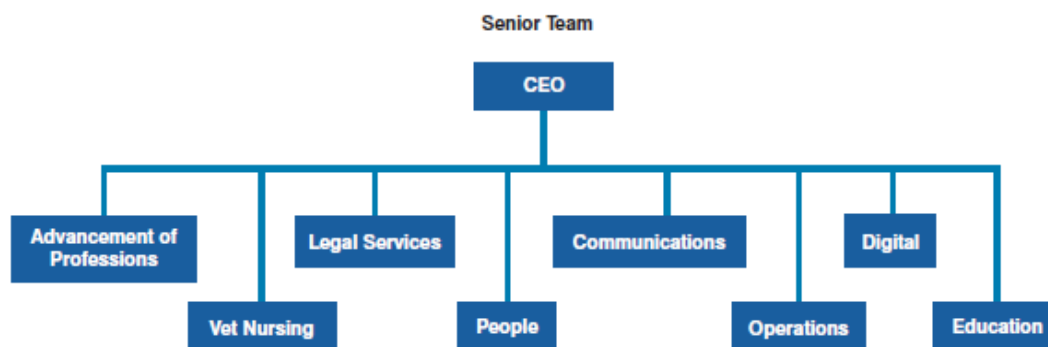 Senior Team
CEO
Advancement of
Professions
Legal Services
Communications
Digital
Vet Nursing
People
Operations
Education